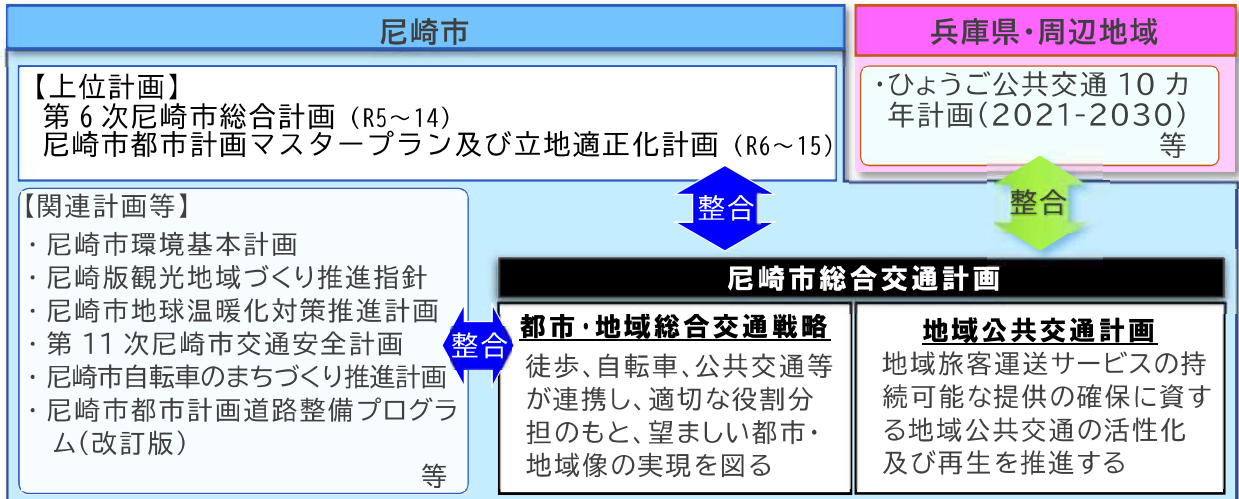 尼崎市
【上位計画】
第6次尼崎市総合計画（R5～14）
尼崎市都市計画マスタープラン及び立地適正化計画（R6～15）
兵庫県・周辺地域
・ひょうご公共交通 10 カ
年計画(2021-2030)
等
整合
整合
【関連計画等】
・尼崎市環境基本計画
・尼崎版観光地域づくり推進指針
・尼崎市地球温暖化対策推進計画
・第 11 次尼崎市交通安全計画
・尼崎市自転車のまちづくり推進計画
・尼崎市都市計画道路整備プログラ
ム(改訂版)
等
整合
尼崎市総合交通計画
都市・地域総合交通戦略
徒歩、自転車、公共交通等
が連携し、適切な役割分
担のもと、望ましい都市・
地域像の実現を図る
地域公共交通計画
地域旅客運送サービスの持
続可能な提供の確保に資す
る地域公共交通の活性化
及び再生を推進する